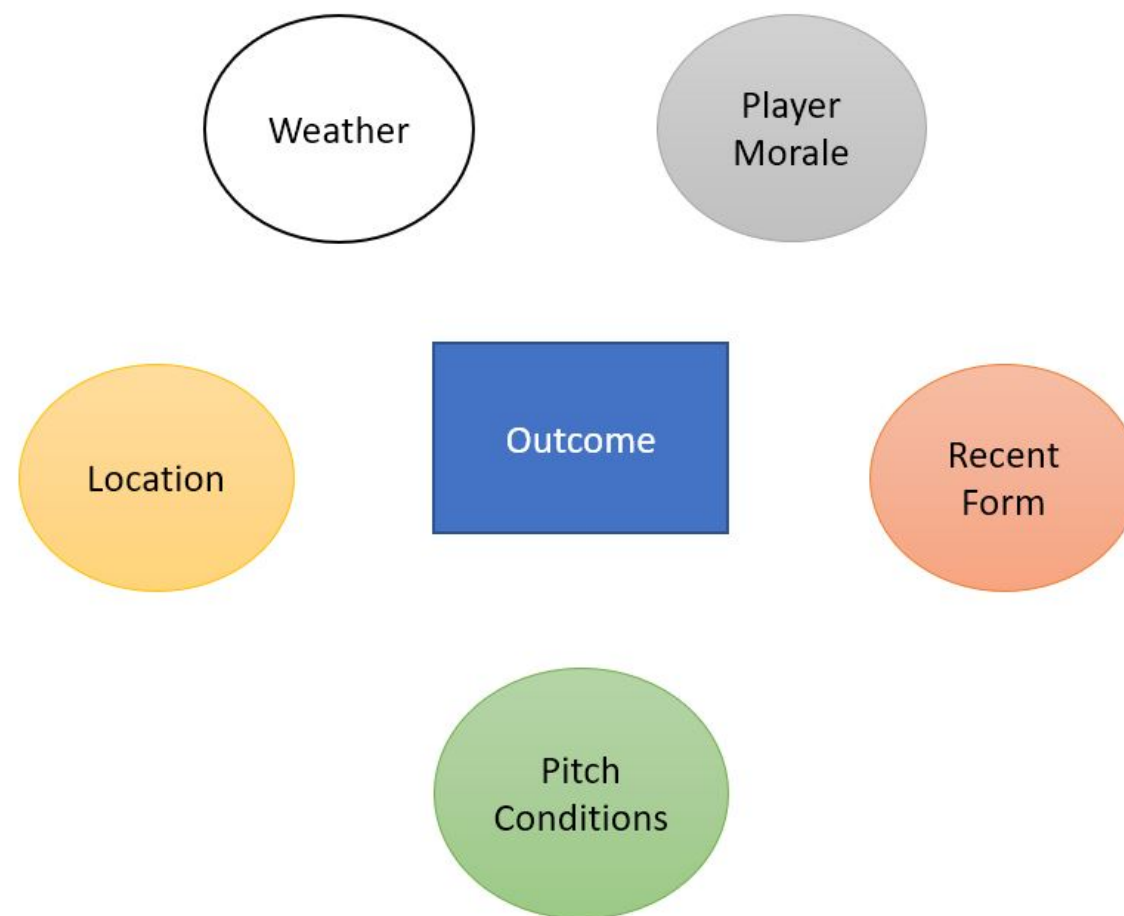 Weather
Player
Morale
Outcome
Location
Recent
Form
Pitch
Conditions